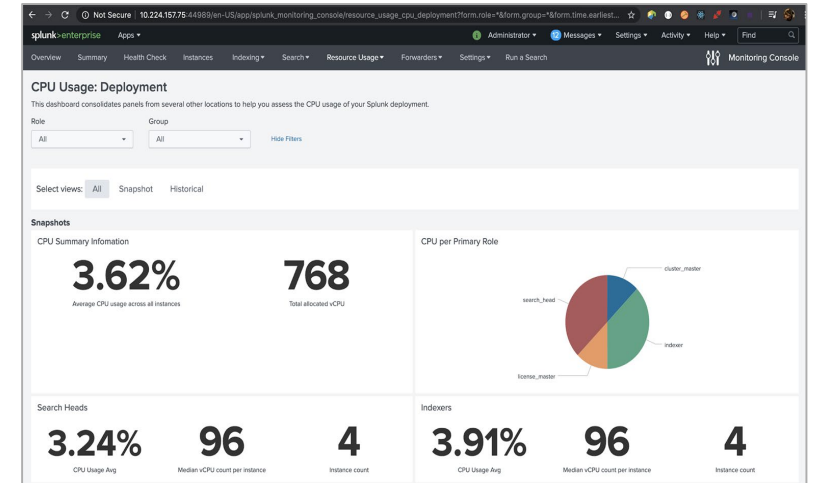 Not Secure | 10.224.157.75:44989/en-US/app/splunk_monitoring_console/resource_usage_cpu_deployment?form.role=*&form.group=*&form.time.earliest...
splunk>enterprise Apps ▾ i Administrator ▾ 12 Messages ▾ Settings ▾ Activity ▾ Help ▾ Find
Overview Summary Health Check Instances Indexing ▾ Search ▾ Resource Usage ▾ Forwarders ▾ Settings ▾ Run a Search Monitoring Console
CPU Usage: Deployment
This dashboard consolidates panels from several other locations to help you assess the CPU usage of your Splunk deployment.
Role Group
All All Hide Filters
Select views: All Snapshot Historical
Snapshots
CPU Summary Infomation CPU per Primary Role
3.62% 768
Average CPU usage across all instances Total allocated vCPU
cluster_master
search_head
indexer
license_master
Search Heads Indexers
3.24% 96 4 3.91% 96 4
CPU Usage Avg Median vCPU count per instance Instance count CPU Usage Avg Median vCPU count per instance Instance count